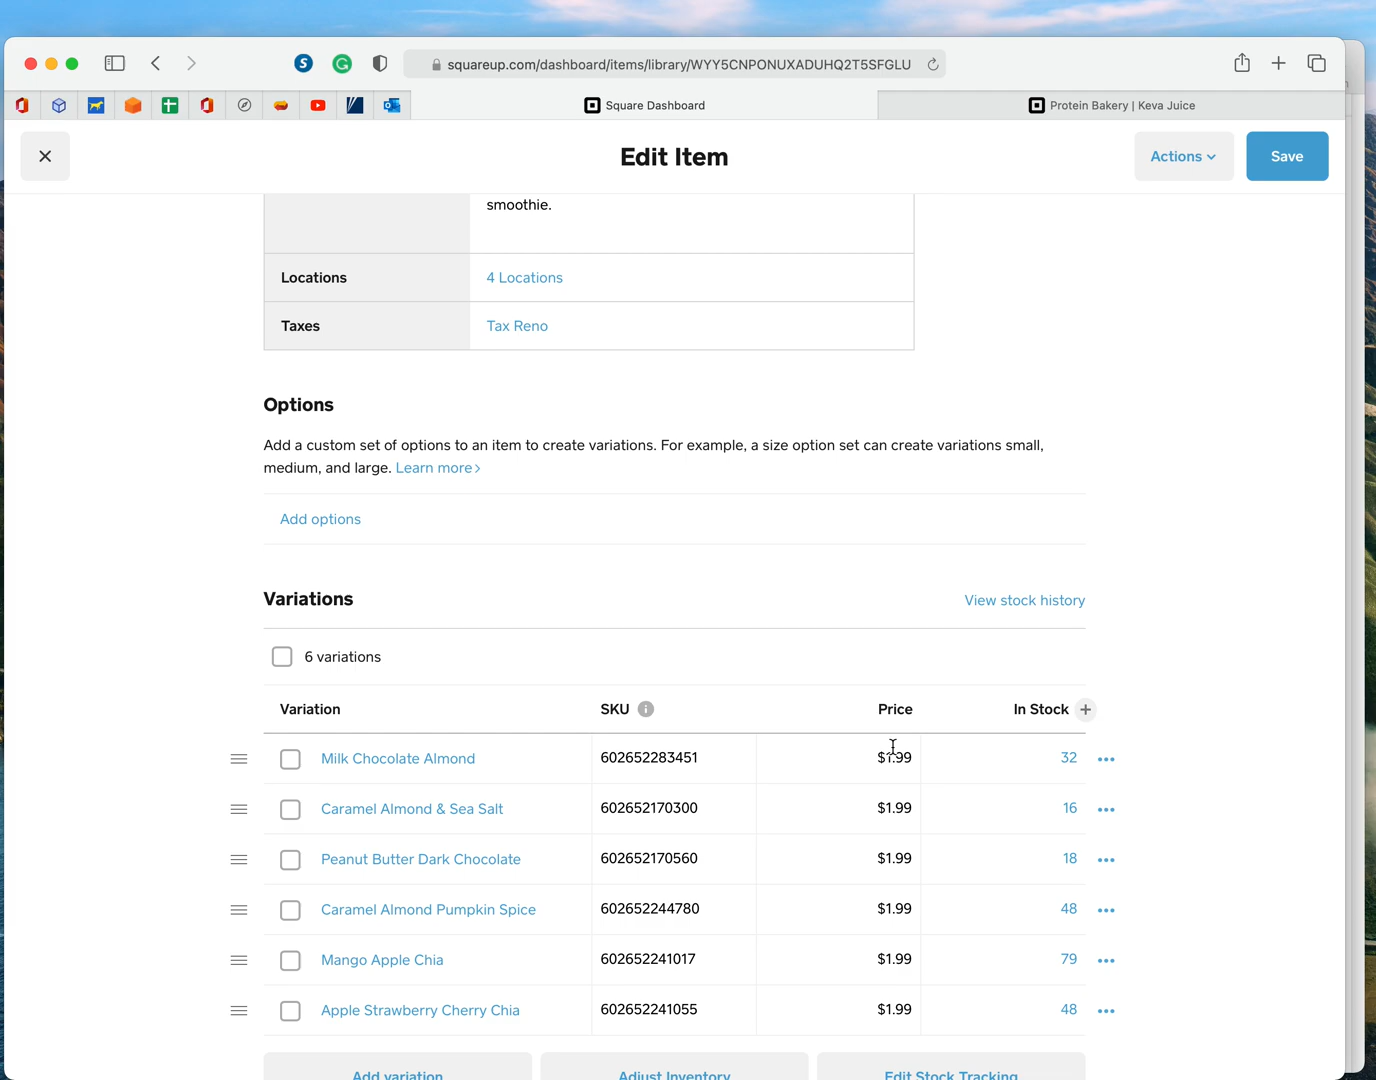 squareup.com/dashboard/items/library/WYY5CNPONUXADUHQ2T5SFGLU
Square Dashboard
Protein Bakery | Keva Juice
Edit Item
Actions
Save
smoothie.
Locations
4 Locations
Taxes
Tax Reno
Options
Add a custom set of options to an item to create variations. For example, a size option set can create variations small,
medium, and large. Learn more
Add options
Variations
View stock history
6 variations
Variation SKU Price In Stock
Milk Chocolate Almond 602652283451 $1.99 32
Caramel Almond & Sea Salt 602652170300 $1.99 16
Peanut Butter Dark Chocolate 602652170560 $1.99 18
Caramel Almond Pumpkin Spice 602652244780 $1.99 48
Mango Apple Chia 602652241017 $1.99 79
Apple Strawberry Cherry Chia 602652241055 $1.99 48
Add variation Adjust Inventory Edit Stock Tracking